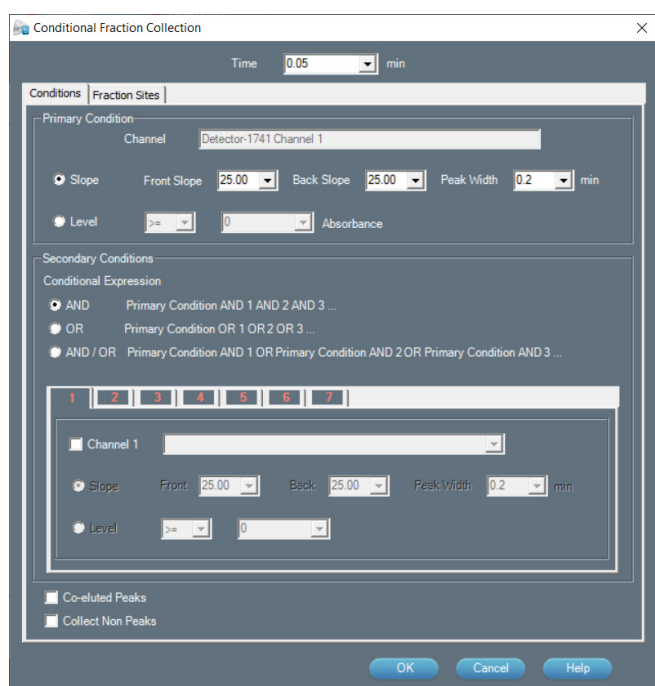 Conditional Fraction Collection
Time 0.05 min
Conditions Fraction Sites
Primary Condition
Channel Detector-1741 Channel 1
Slope Front Slope 25.00 Back Slope 25.00 Peak Width 0.2 min
Level >= 0 Absorbance
Secondary Conditions
Conditional Expression
AND Primary Condition AND 1 AND 2 AND 3 ...
OR Primary Condition OR 1 OR 2 OR 3 ...
AND / OR Primary Condition AND 1 OR Primary Condition AND 2 OR Primary Condition AND 3 ...
1 2 3 4 5 6 7
Channel 1
Slope Front 25.00 Back 25.00 Peak Width 0.2 min
Level >= 0
Co-eluted Peaks
Collect Non Peaks
OK Cancel Help